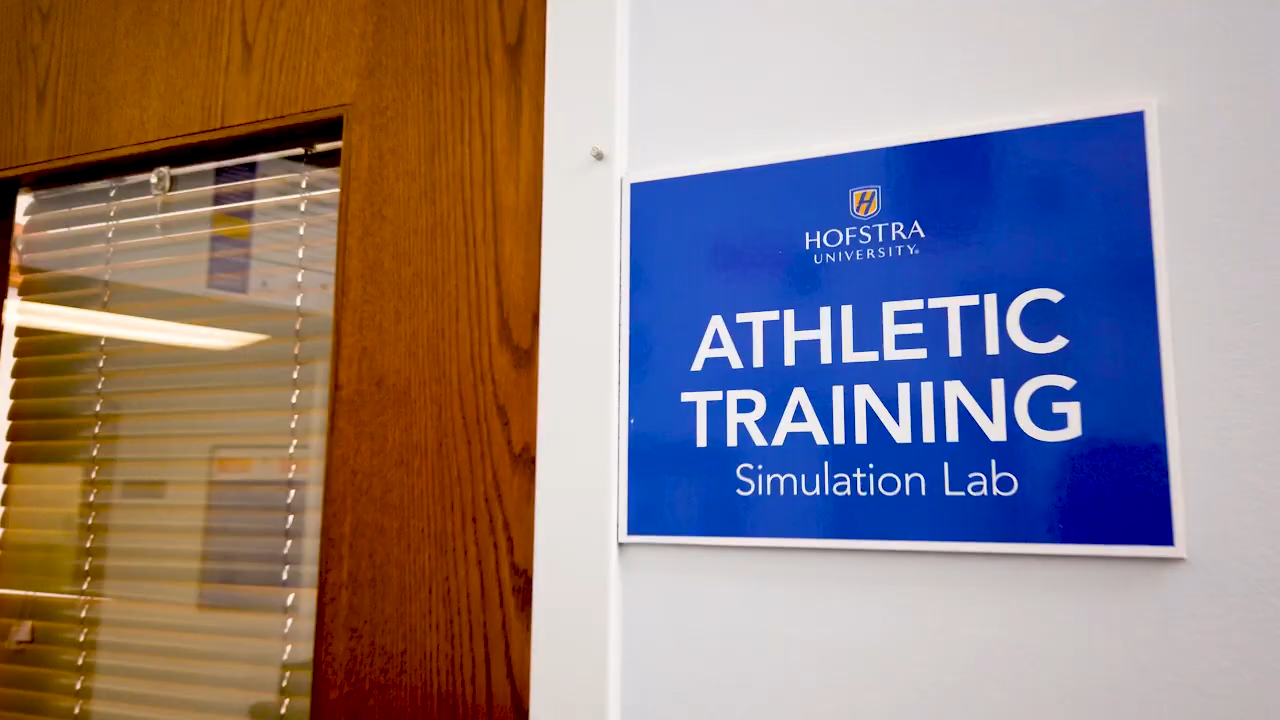 H
HOFSTRA
UNIVERSITY®
ATHLETIC
TRAINING
Simulation Lab